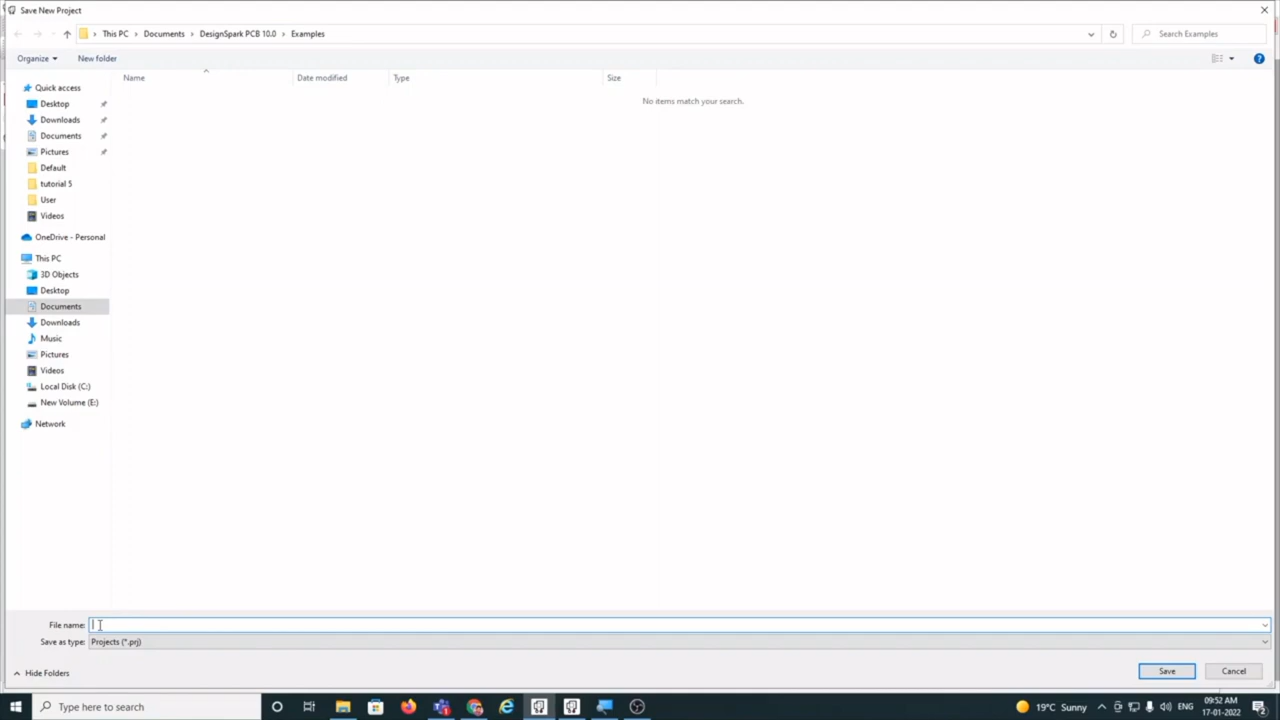 Save New Project
This PC > Documents > DesignSpark PCB 10.0 > Examples
Search Examples
Organize
New folder
Name
Date modified
Type
Size
No items match your search.
Quick access
Desktop
Downloads
Documents
Pictures
Default
tutorial 5
User
Videos
OneDrive - Personal
This PC
3D Objects
Desktop
Documents
Downloads
Music
Pictures
Videos
Local Disk (C:)
New Volume (E:)
Network
File name:
Save as type: Projects (*.prj)
Hide Folders
Save
Cancel
Type here to search
19°C Sunny
ENG
09:52 AM
17-01-2022
2